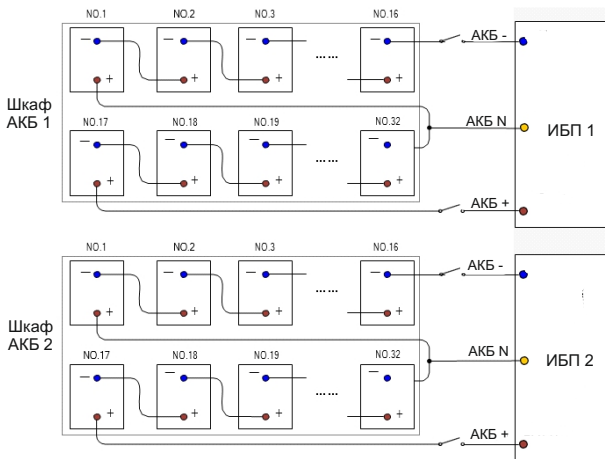 NO.1 NO.2 NO.3 NO.16
− − − − АКБ -
+ + + ...... +
Шкаф
АКБ 1
АКБ N
ИБП 1
NO.17 NO.18 NO.19 NO.32
− − − −
+ + + ...... +
АКБ +
NO.1 NO.2 NO.3 NO.16
− − − − АКБ -
+ + + ...... +
Шкаф
АКБ 2
АКБ N
ИБП 2
NO.17 NO.18 NO.19 NO.32
− − − −
+ + + ...... +
АКБ +